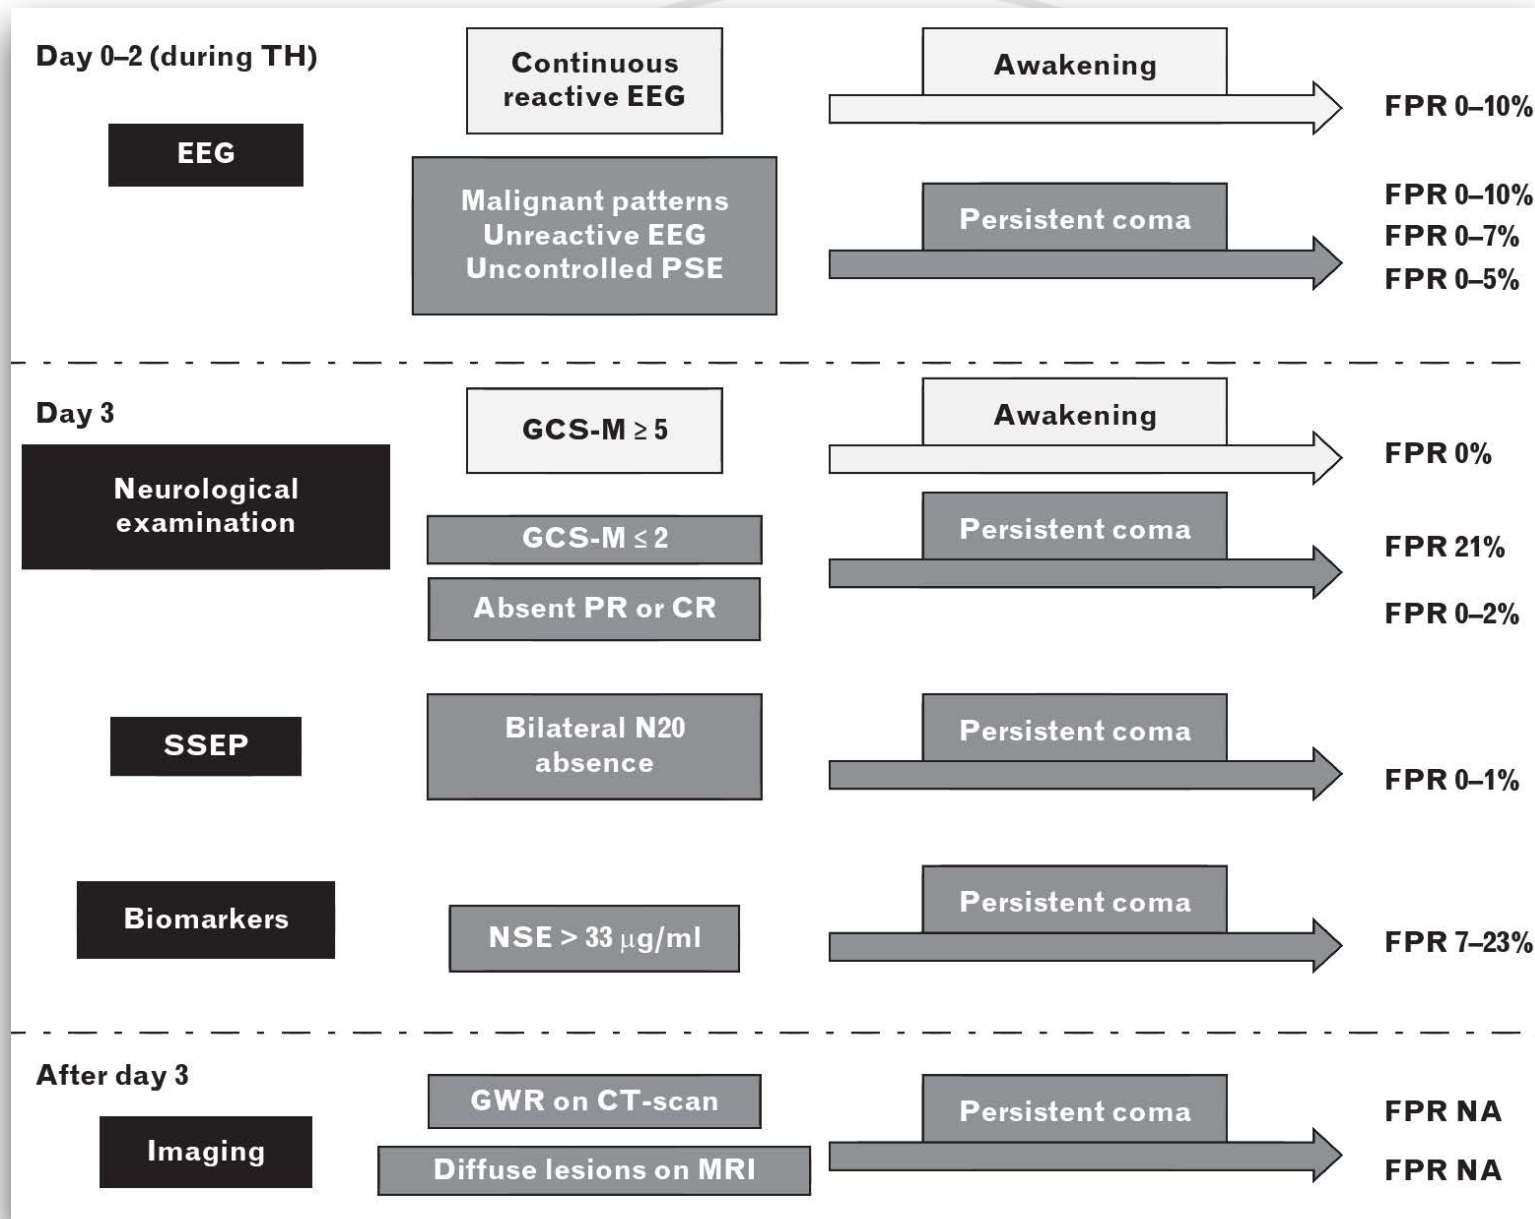 Day 0–2 (during TH)
EEG
Continuous
reactive EEG
Awakening
FPR 0–10%
Malignant patterns
Unreactive EEG
Uncontrolled PSE
Persistent coma
FPR 0–10%
FPR 0–7%
FPR 0–5%
Day 3
Neurological
examination
GCS-M ≥ 5
Awakening
FPR 0%
GCS-M ≤ 2
Absent PR or CR
Persistent coma
FPR 21%
FPR 0–2%
SSEP
Bilateral N20
absence
Persistent coma
FPR 0–1%
Biomarkers
NSE > 33 μg/ml
Persistent coma
FPR 7–23%
After day 3
Imaging
GWR on CT-scan
Diffuse lesions on MRI
Persistent coma
FPR NA
FPR NA